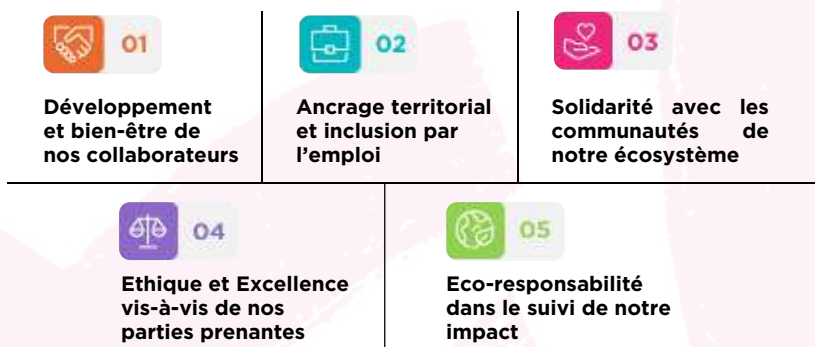 01
Développement
et bien-être de
nos collaborateurs
02
Ancrage territorial
et inclusion par
l'emploi
03
Solidarité avec les
communautés de
notre écosystème
04
Ethique et Excellence
vis-à-vis de nos
parties prenantes
05
Eco-responsabilité
dans le suivi de notre
impact